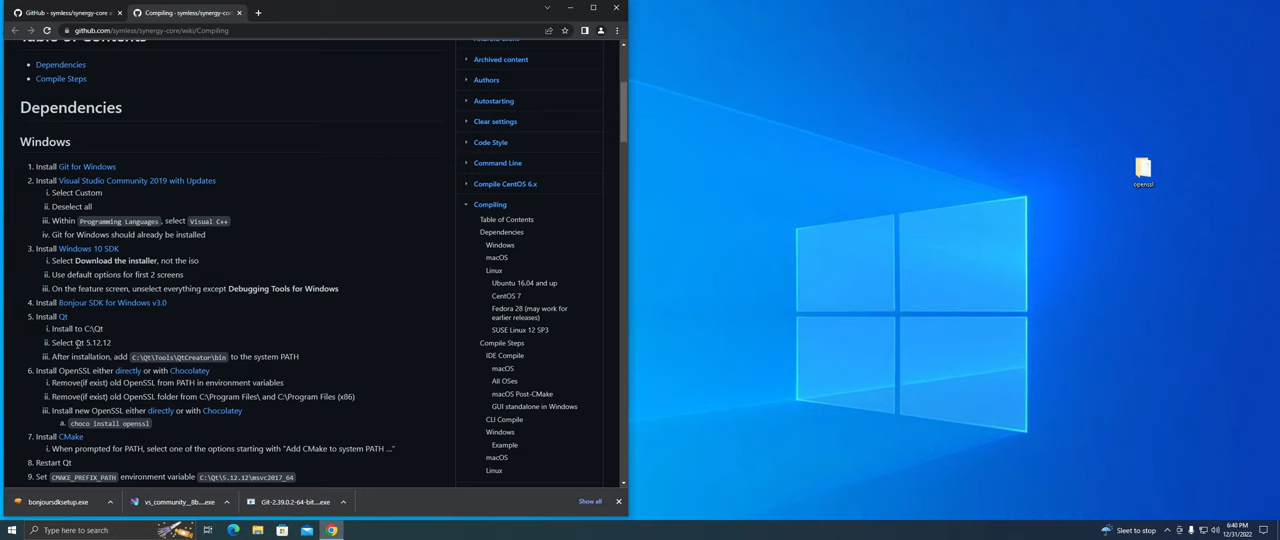 GitHub - symless/synergy-core
Compiling · symless/synergy-cor
github.com/symless/synergy-core/wiki/Compiling
Table of Contents
Dependencies
Compile Steps
Dependencies
Windows
1. Install Git for Windows
2. Install Visual Studio Community 2019 with Updates
i. Select Custom
ii. Deselect all
iii. Within Programming Languages, select Visual C++
iv. Git for Windows should already be installed
3. Install Windows 10 SDK
i. Select Download the installer, not the iso
ii. Use default options for first 2 screens
iii. On the feature screen, unselect everything except Debugging Tools for Windows
4. Install Bonjour SDK for Windows v3.0
5. Install Qt
i. Install to C:\Qt
ii. Select Qt 5.12.12
iii. After installation, add C:\Qt\Tools\QtCreator\bin to the system PATH
6. Install OpenSSL either directly or with Chocolatey
i. Remove(if exist) old OpenSSL from PATH in environment variables
ii. Remove(if exist) old OpenSSL folder from C:\Program Files\ and C:\Program Files (x86)
iii. Install new OpenSSL either directly or with Chocolatey
a. choco install openssl
7. Install CMake
i. When prompted for PATH, select one of the options starting with "Add CMake to system PATH ..."
8. Restart Qt
9. Set CMAKE_PREFIX_PATH environment variable C:\Qt\5.12.12\msvc2017_64
Android client
Archived content
Authors
Autostarting
Clear settings
Code Style
Command Line
Compile CentOS 6.x
Compiling
Table of Contents
Dependencies
Windows
macOS
Linux
Ubuntu 16.04 and up
CentOS 7
Fedora 28 (may work for
earlier releases)
SUSE Linux 12 SP3
Compile Steps
IDE Compile
macOS
All OSes
macOS Post-CMake
GUI standalone in Windows
CLI Compile
Windows
Example
macOS
Linux
bonjoursdksetup.exe
vs_community_8b....exe
Git-2.39.0.2-64-bit....exe
Show all
openssl
Type here to search
Sleet to stop
6:40 PM
12/31/2022